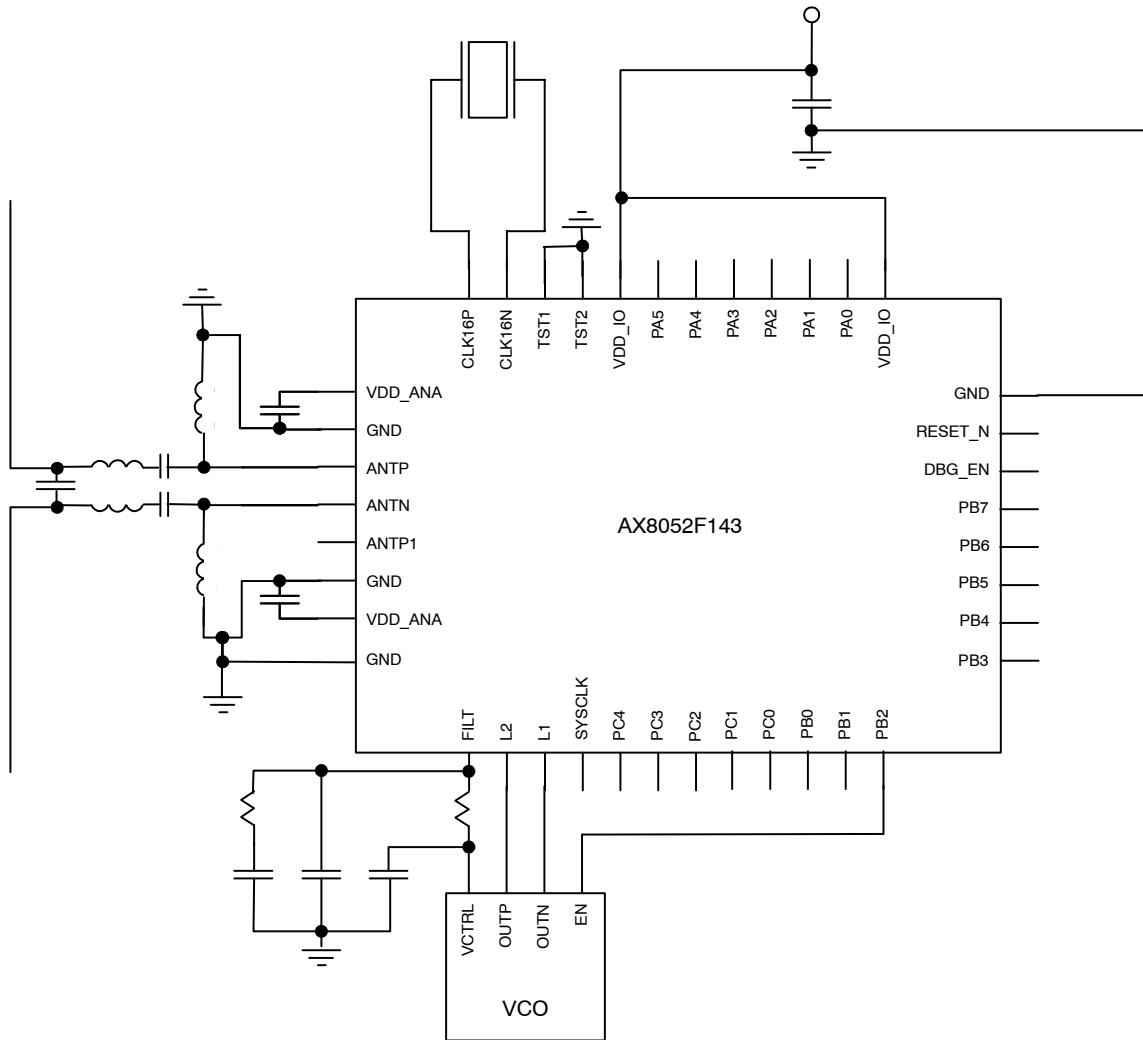 CLK16P
CLK16N
TST1
TST2
VDD_IO
PA5
PA4
PA3
PA2
PA1
PA0
VDD_IO
VDD_ANA
GND
ANTP
ANTN
ANTP1
GND
VDD_ANA
GND
AX8052F143
GND
RESET_N
DBG_EN
PB7
PB6
PB5
PB4
PB3
FILT
L2
L1
SYSCLK
PC4
PC3
PC2
PC1
PC0
PB0
PB1
PB2
VCTRL
OUTP
OUTN
EN
VCO